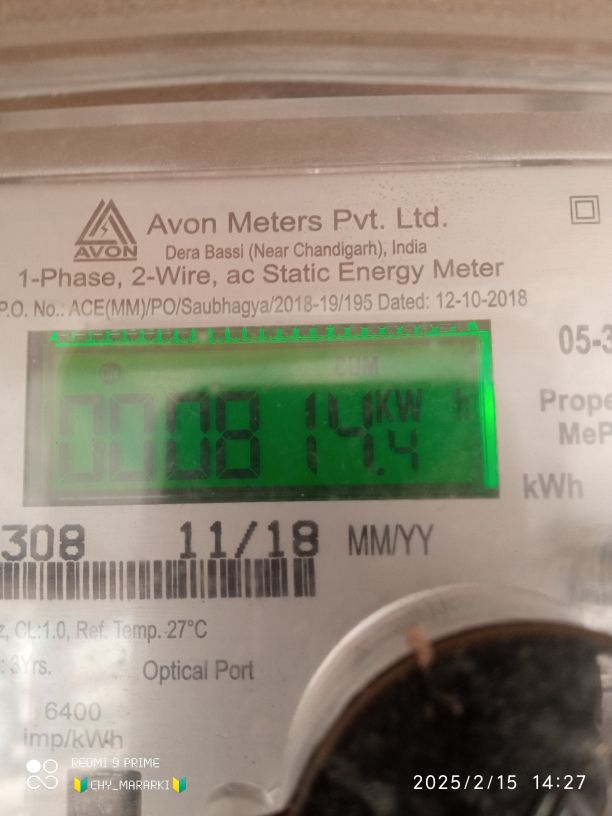 AVON
Avon Meters Pvt. Ltd.
Dera Bassi (Near Chandigarh), India
1-Phase, 2-Wire, ac Static Energy Meter
P.O. No.: ACE(MM)/PO/Saubhagya/2018-19/195 Dated: 12-10-2018
05-3
CUM
000814.4 KW h
Prope
MeP
kWh
308 11/18 MM/YY
z, CL:1.0, Ref. Temp. 27°C
: 3Yrs.
Optical Port
6400
imp/kWh
REDMI 9 PRIME
🔰CHY_MARARKI🔰
2025/2/15 14:27